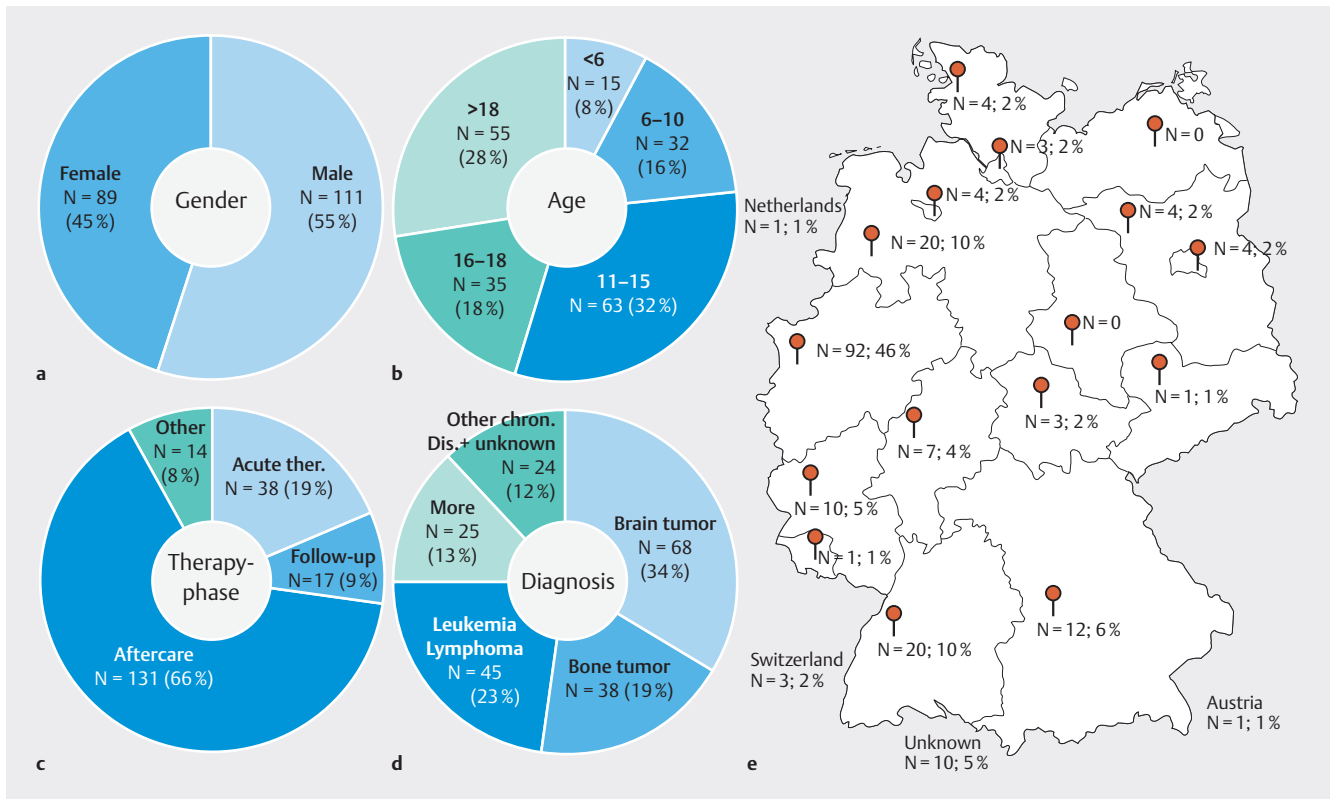 Female
N = 89
(45 %)
Gender
Male
N = 111
(55 %)
a
<6
N = 15
(8 %)
6–10
N = 32
(16 %)
11–15
N = 63 (32 %)
16–18
N = 35
(18 %)
>18
N = 55
(28 %)
Age
b
Other
N = 14
(8 %)
Acute ther.
N = 38 (19 %)
Follow-up
N=17 (9 %)
Aftercare
N = 131 (66 %)
Therapy-
phase
c
Other chron.
Dis.+ unknown
N = 24
(12 %)
Brain tumor
N = 68
(34 %)
Bone tumor
N = 38 (19 %)
Leukemia
Lymphoma
N = 45
(23 %)
More
N = 25
(13 %)
Diagnosis
d
N = 4; 2 %
N = 0
N = 3; 2 %
N = 4; 2 %
Netherlands
N = 1; 1 %
N = 4; 2 %
N = 20; 10 %
N = 4; 2 %
N = 0
N = 92; 46 %
N = 1; 1 %
N = 3; 2 %
N = 7; 4 %
N = 10; 5 %
N = 1; 1 %
N = 12; 6 %
N = 20; 10 %
Switzerland
N = 3; 2 %
Austria
N = 1; 1 %
Unknown
N = 10; 5 %
e